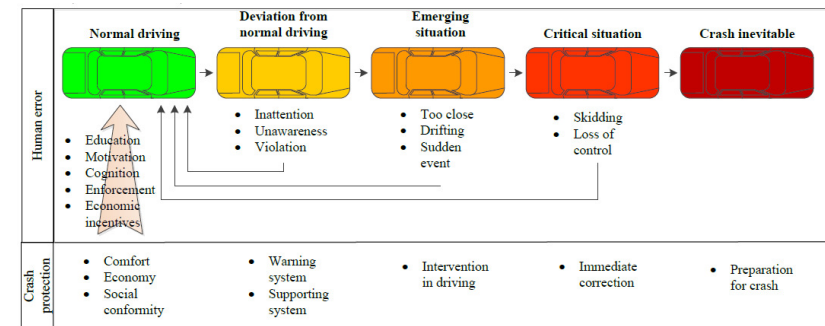 Normal driving
Deviation from
normal driving
Emerging
situation
Critical situation
Crash inevitable
Human error
• Education
• Motivation
• Cognition
• Enforcement
• Economic
incentives
• Inattention
• Unawareness
• Violation
• Too close
• Drifting
• Sudden
event
• Skidding
• Loss of
control
Crash
protection
• Comfort
• Economy
• Social
conformity
• Warning
system
• Supporting
system
• Intervention
in driving
• Immediate
correction
• Preparation
for crash